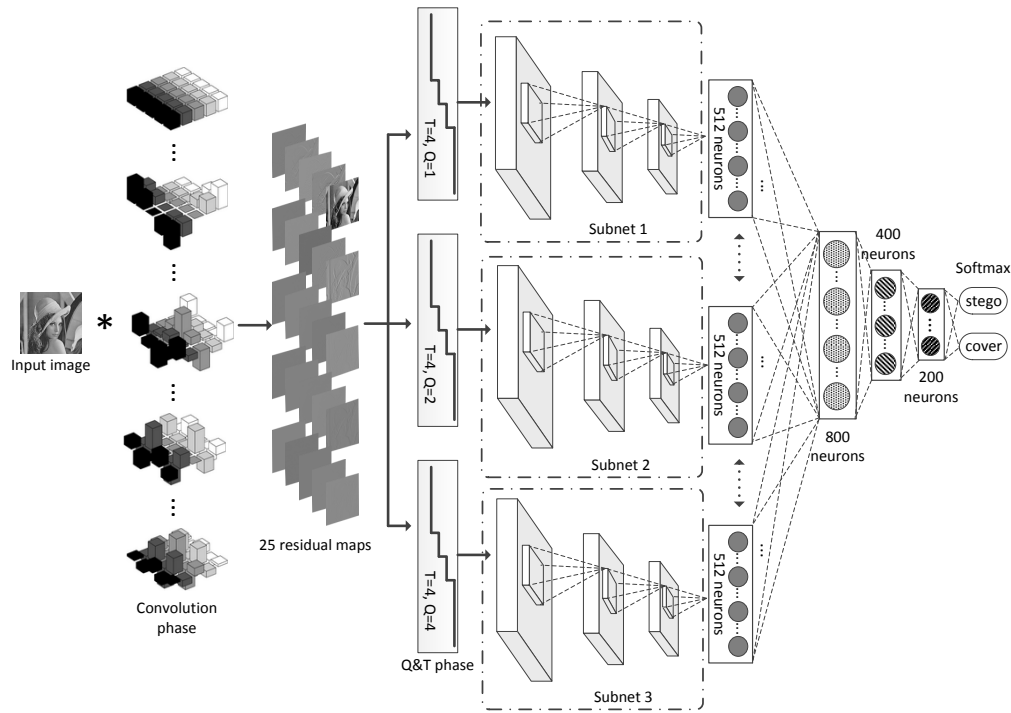 Input image
*
Convolution
phase
25 residual maps
T=4, Q=1
T=4, Q=2
T=4, Q=4
Q&T phase
Subnet 1
Subnet 2
Subnet 3
512 neurons
512 neurons
512 neurons
800
neurons
400
neurons
200
neurons
Softmax
stego
cover